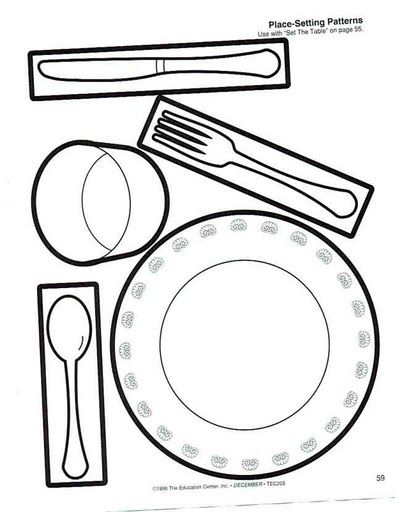 Place-Setting Patterns
Use with "Set The Table" on page 55.
©1996 The Education Center, Inc. • DECEMBER • TEC205
59